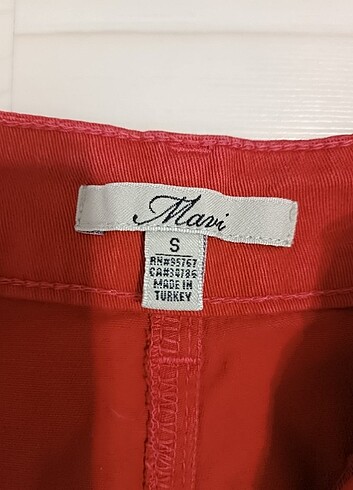 Mavi
S
RN#95767
CA#34786
MADE IN
TURKEY